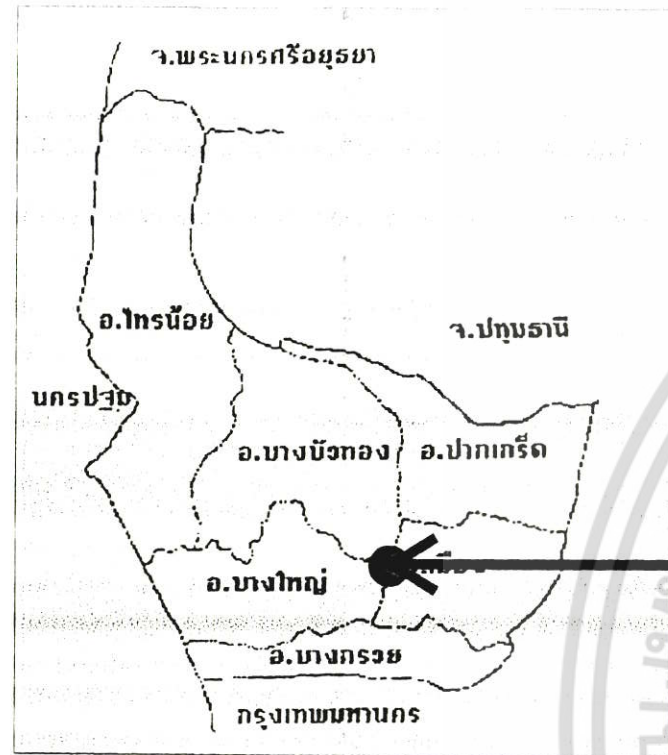 จ.พระนครศรีอยุธยา
อ.ไทรน้อย
จ.ปทุมธานี
นครปฐม
อ.บางบัวทอง
อ.ปากเกร็ด
อ.บางใหญ่
อ.บางกรวย
กรุงเทพมหานคร